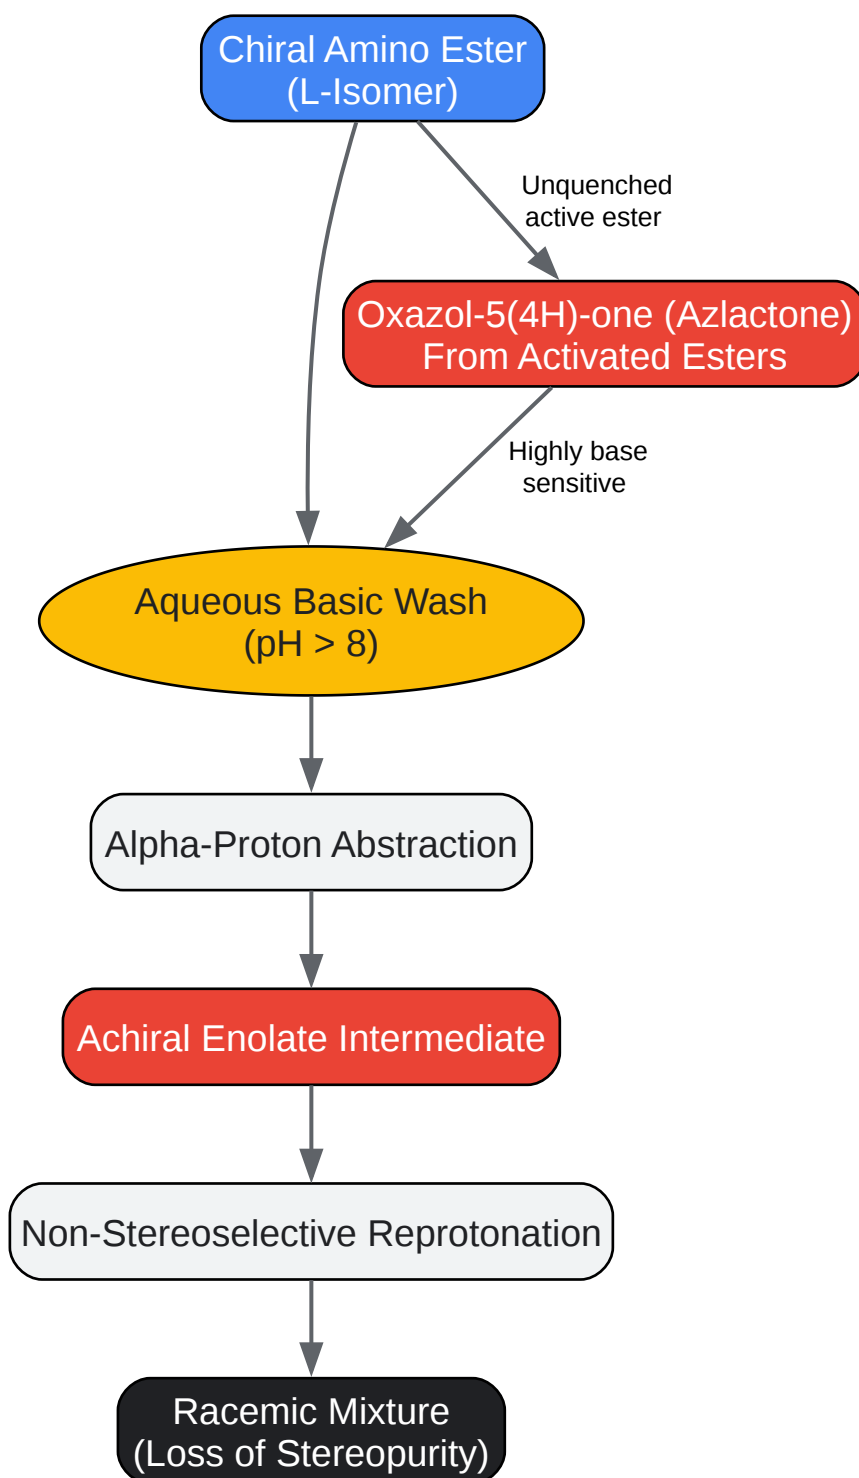 Chiral Amino Ester
(L-Isomer)
Unquenched
active ester
Oxazol-5(4H)-one (Azlactone)
From Activated Esters
Highly base
sensitive
Aqueous Basic Wash
(pH > 8)
Alpha-Proton Abstraction
Achiral Enolate Intermediate
Non-Stereoselective Reprotonation
Racemic Mixture
(Loss of Stereopurity)